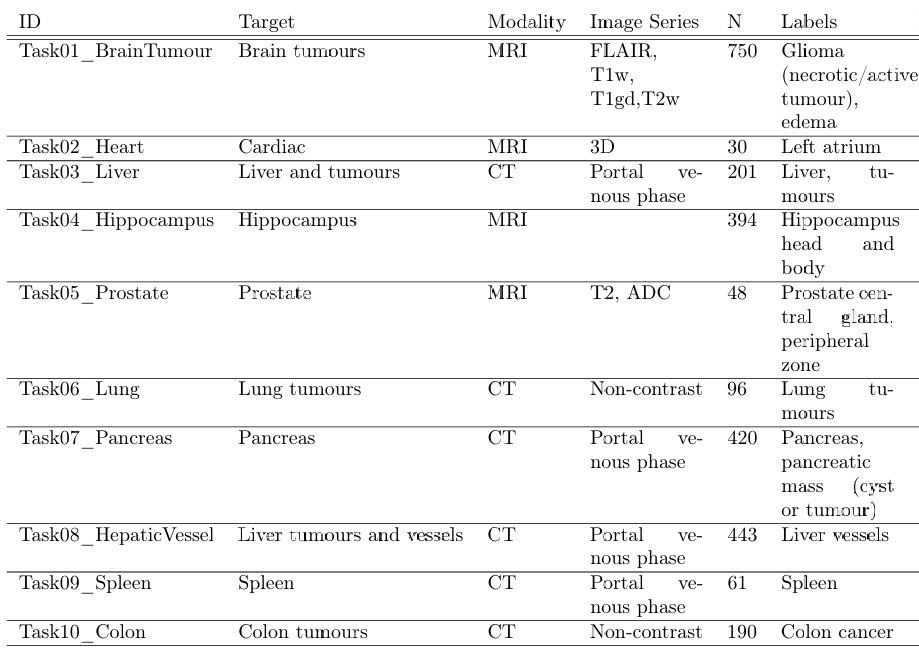 ID Target Modality Image Series N Labels
Task01_BrainTumour Brain tumours MRI FLAIR, 750 Glioma
T1w, (necrotic/active
T1gd,T2w tumour),
edema
Task02_Heart Cardiac MRI 3D 30 Left atrium
Task03_Liver Liver and tumours CT Portal ve- 201 Liver, tu-
nous phase mours
Task04_Hippocampus Hippocampus MRI 394 Hippocampus
head and
body
Task05_Prostate Prostate MRI T2, ADC 48 Prostate cen-
tral gland,
peripheral
zone
Task06_Lung Lung tumours CT Non-contrast 96 Lung tu-
mours
Task07_Pancreas Pancreas CT Portal ve- 420 Pancreas,
nous phase pancreatic
mass (cyst
or tumour)
Task08_HepaticVessel Liver tumours and vessels CT Portal ve- 443 Liver vessels
nous phase
Task09_Spleen Spleen CT Portal ve- 61 Spleen
nous phase
Task10_Colon Colon tumours CT Non-contrast 190 Colon cancer